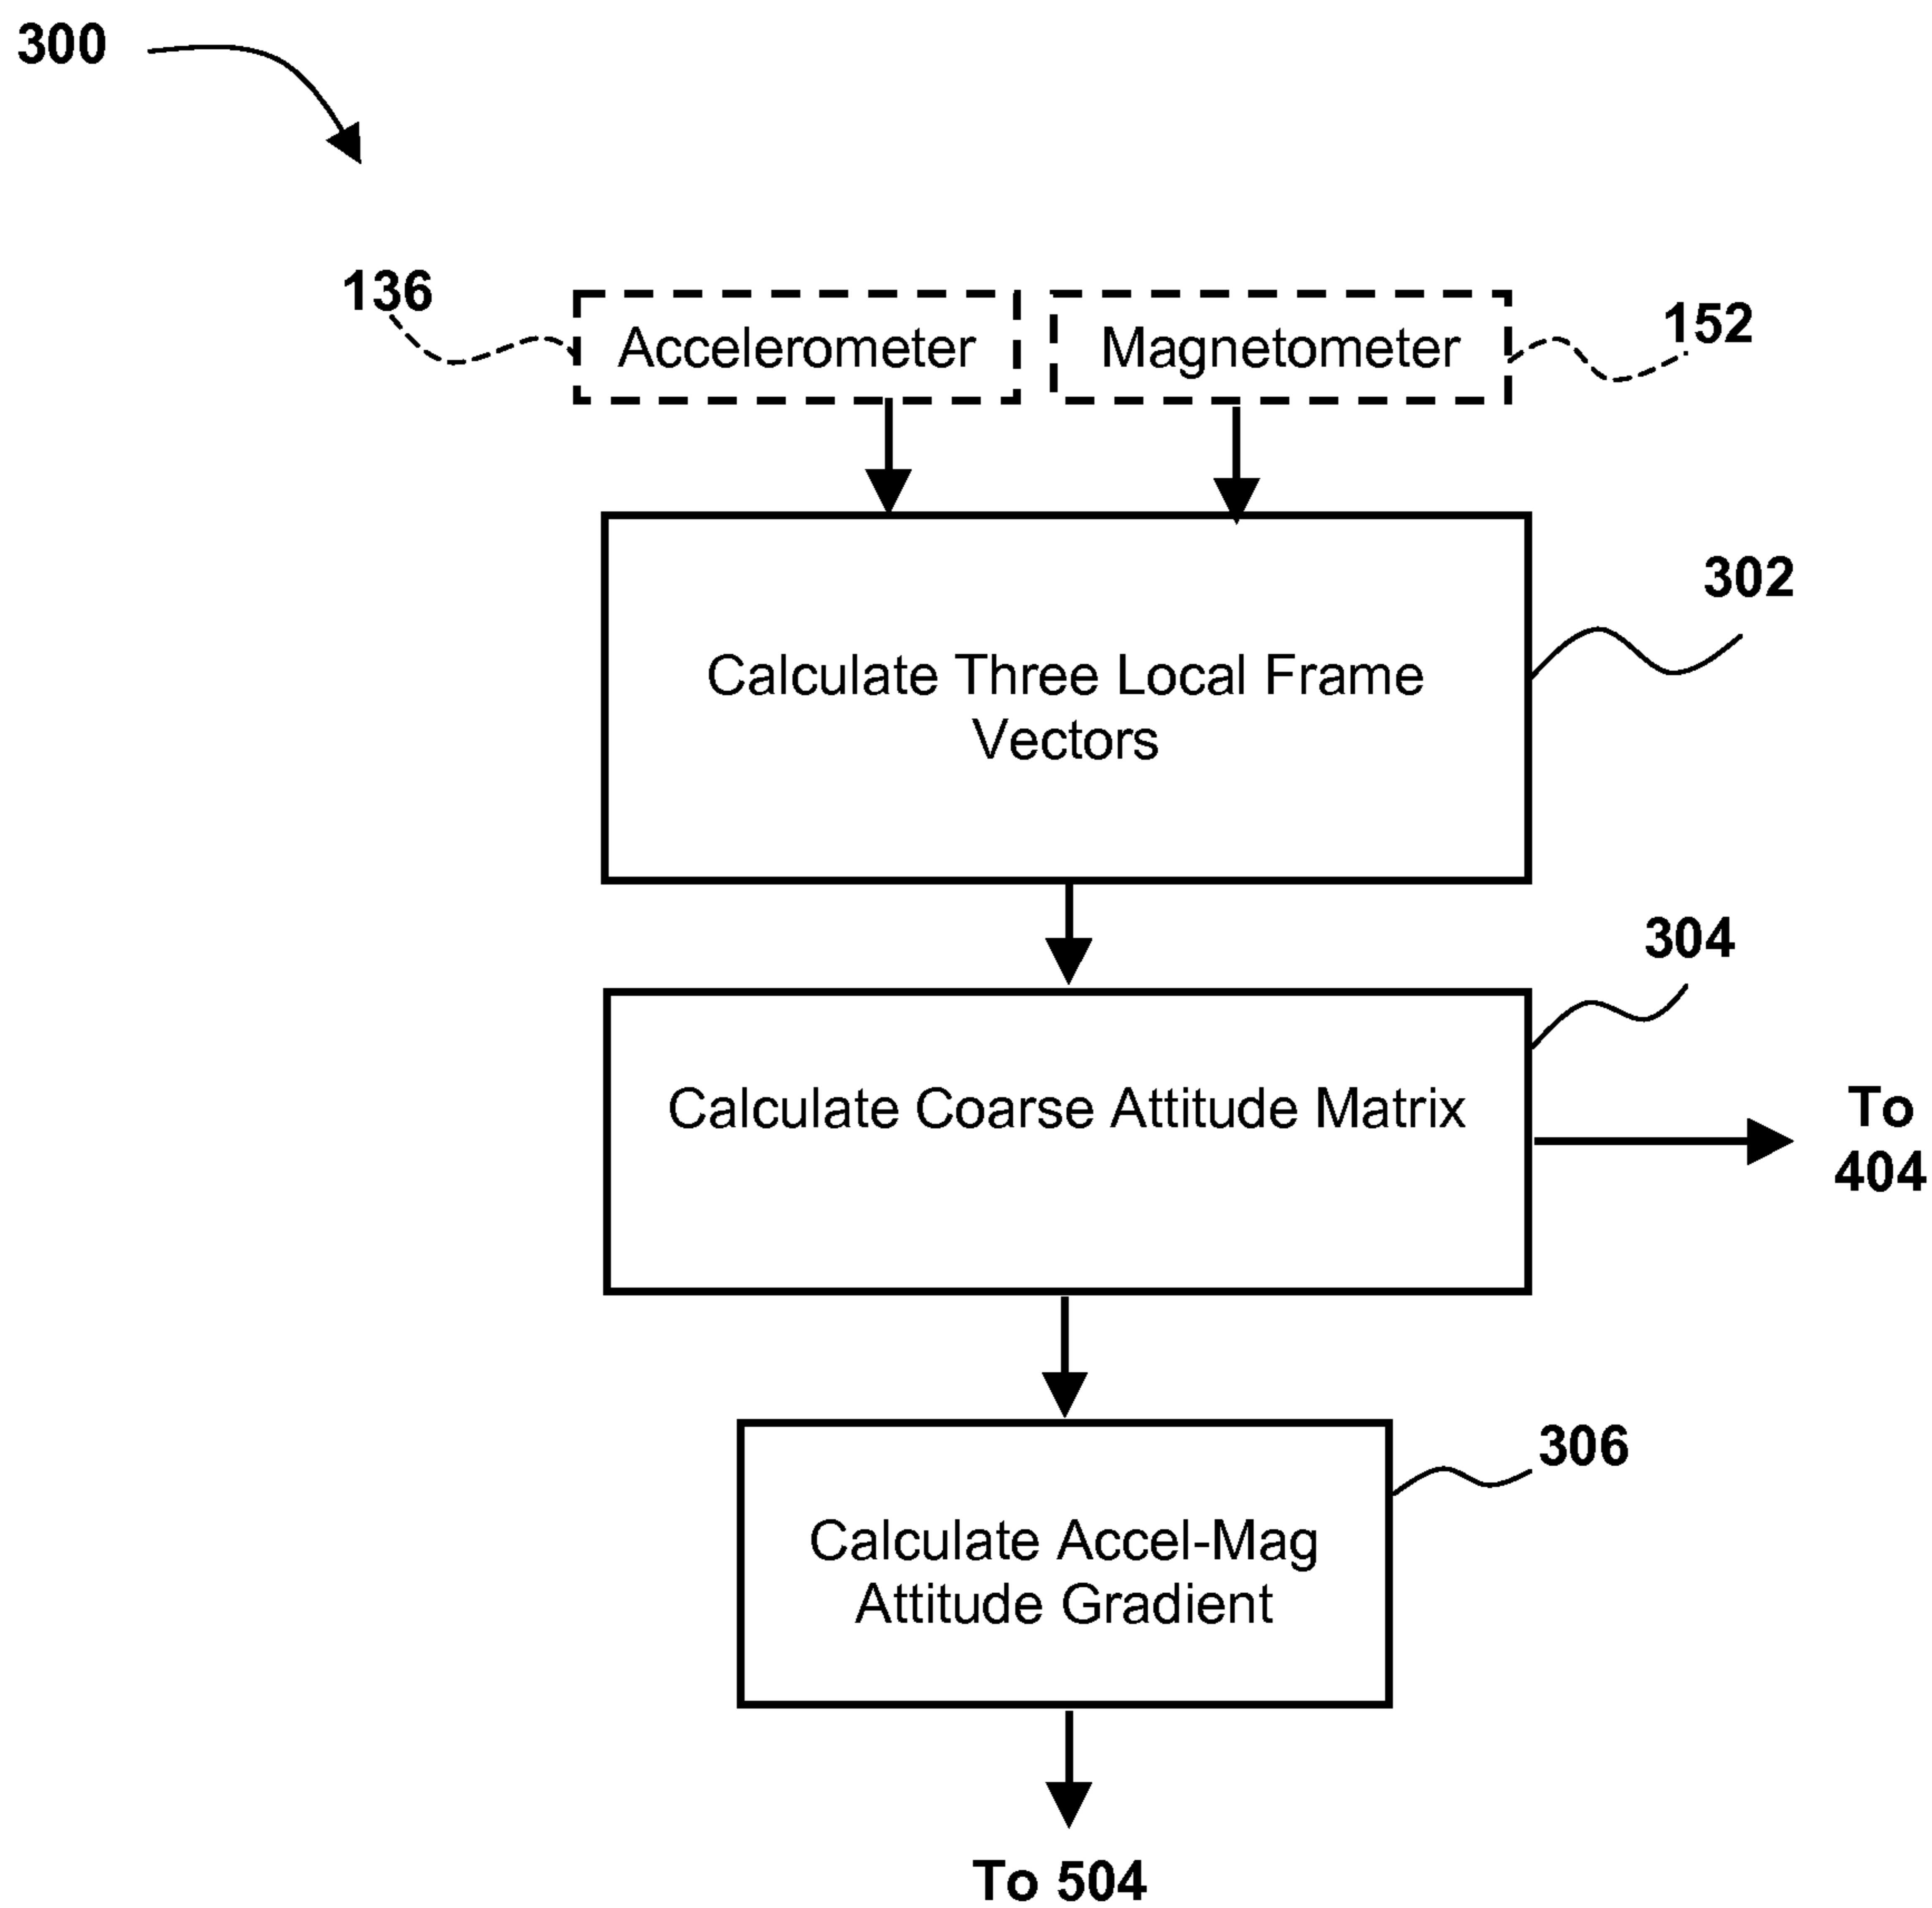 300
136
Accelerometer
Magnetometer
152
Calculate Three Local Frame
Vectors
302
304
Calculate Coarse Attitude Matrix
To
404
306
Calculate Accel-Mag
Attitude Gradient
To 504